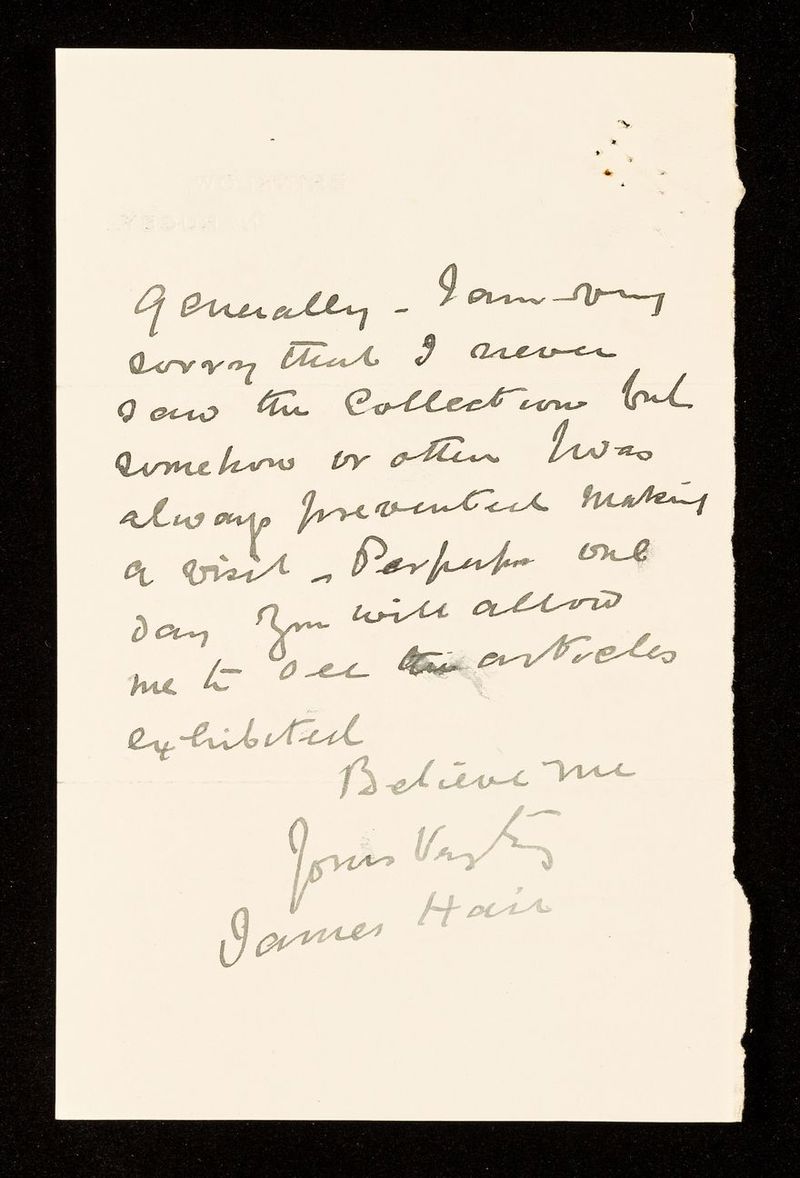 Generally - I am very
sorry that I never
saw the Collection but
somehow or other I was
always prevented making
a visit - Perhaps one
day you will allow
me to see the articles
exhibited
Believe me
Yours Very try
James Hair